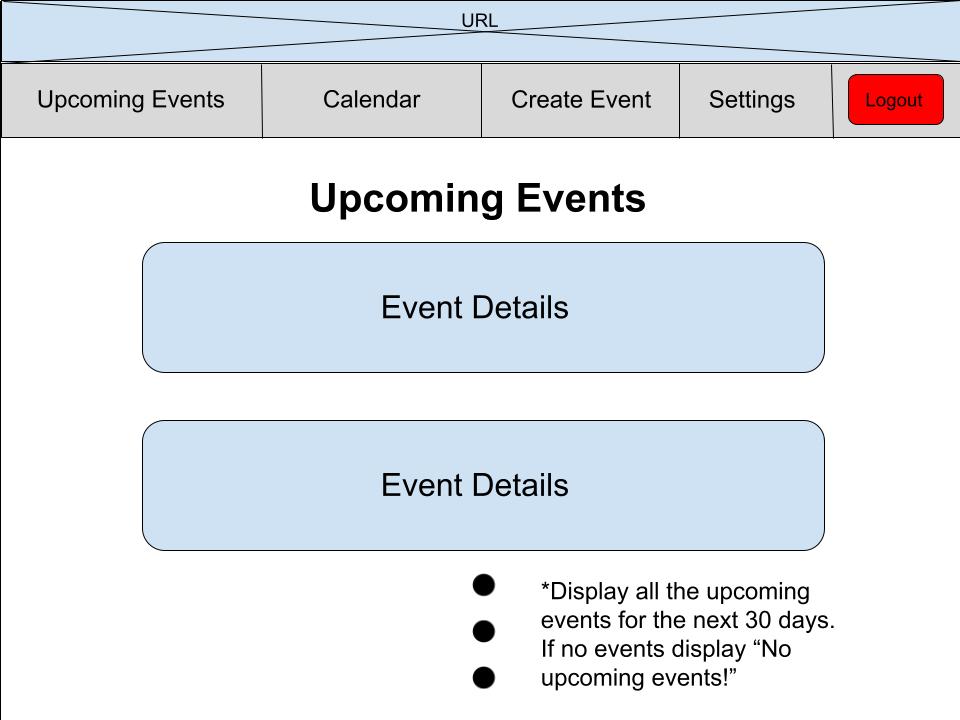 URL
Upcoming Events
Calendar
Create Event
Settings
Logout
Upcoming Events
Event Details
Event Details
*Display all the upcoming
events for the next 30 days.
If no events display “No
upcoming events!”